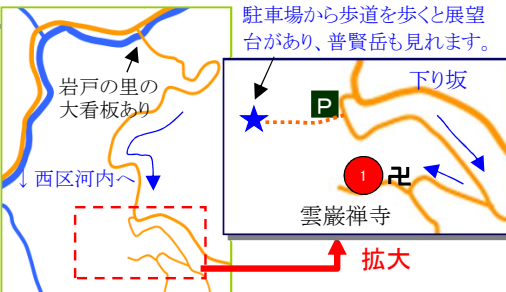 駐車場から歩道を歩くと展望
台があり、普賢岳も見れます。
岩戸の里の
大看板あり
↓西区河内へ
P
下り坂
1
卍
雲巌禅寺
拡大